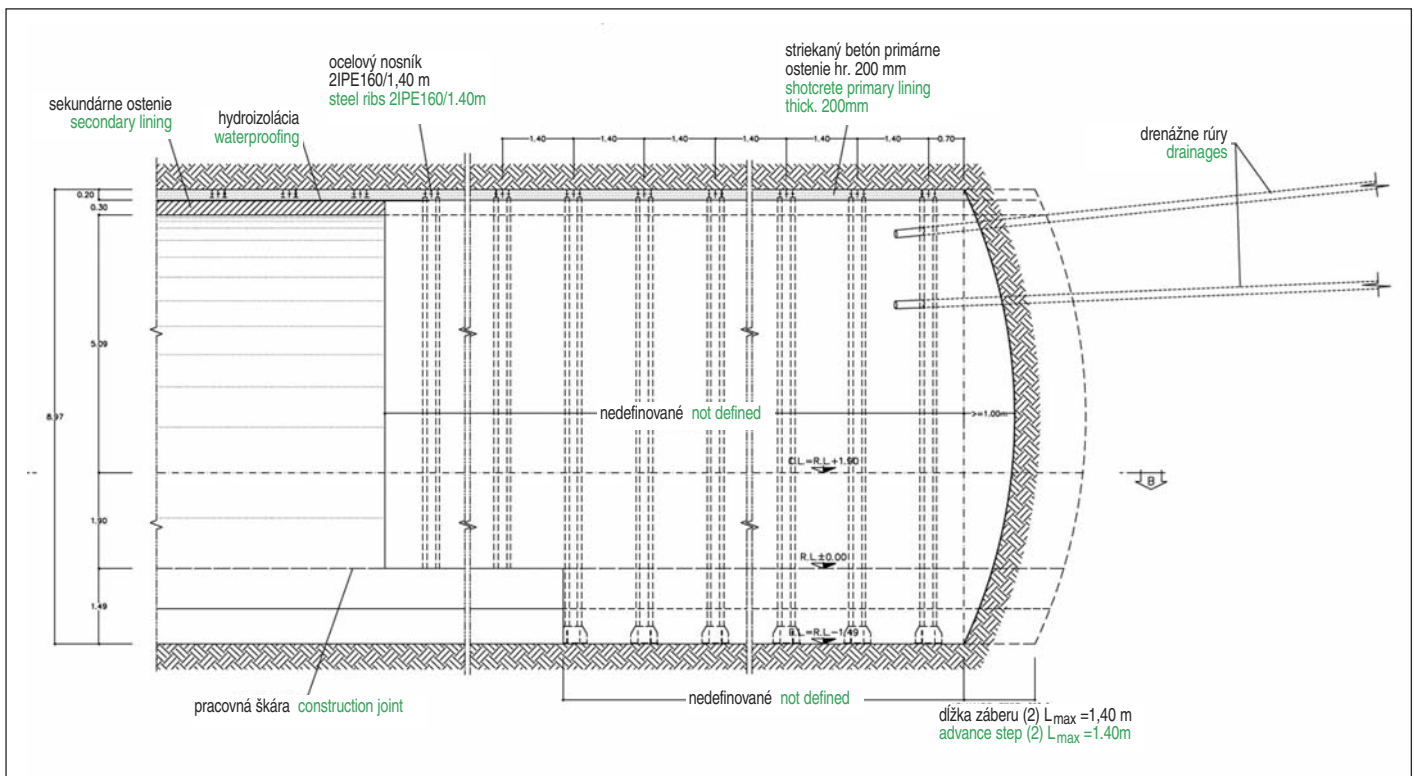 ocelový nosník
2IPE160/1,40 m
steel ribs 2IPE160/1.40m
striekaný betón primárne
ostenie hr. 200 mm
shotcrete primary lining
thick. 200mm
sekundárne ostenie
secondary lining
hydroizolácia
waterproofing
drenážne rúry
drainages
1.40 1.40 1.40 1.40 1.40 1.40 0.70
0.20
0.30
5.09
8.97
1.90
1.49
nedefinované not defined
>=1.00m
C.L.=R.L.+1.90
B
R.L.±0.00
R.L.-1.49
pracovná škára construction joint
nedefinované not defined
dĺžka záberu (2) Lmax =1,40 m
advance step (2) Lmax =1.40m